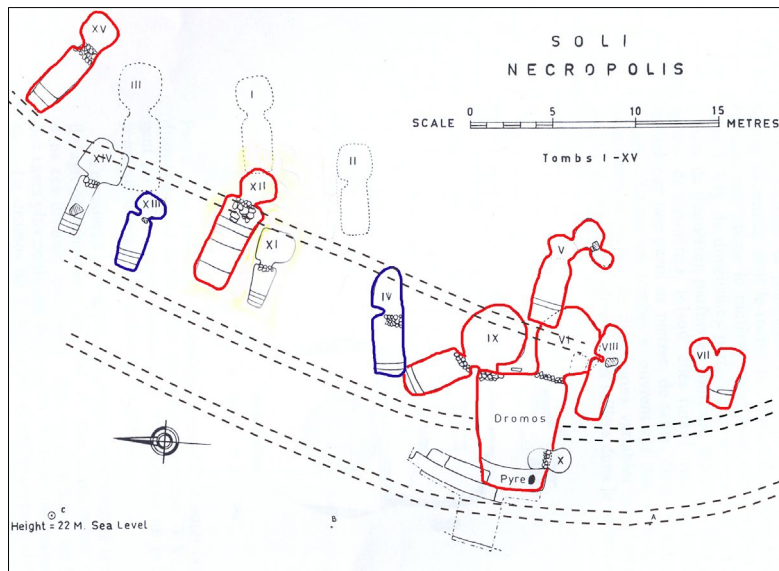 SOLI
NECROPOLIS
SCALE 0 5 10 15 METRES
Tombs I-XV
XV
III
I
II
XIV
XIII
XII
XI
IV
V
IX
VI
VIII
VII
Dromos
X
Pyre
C
Height = 22 M. Sea Level
B
A